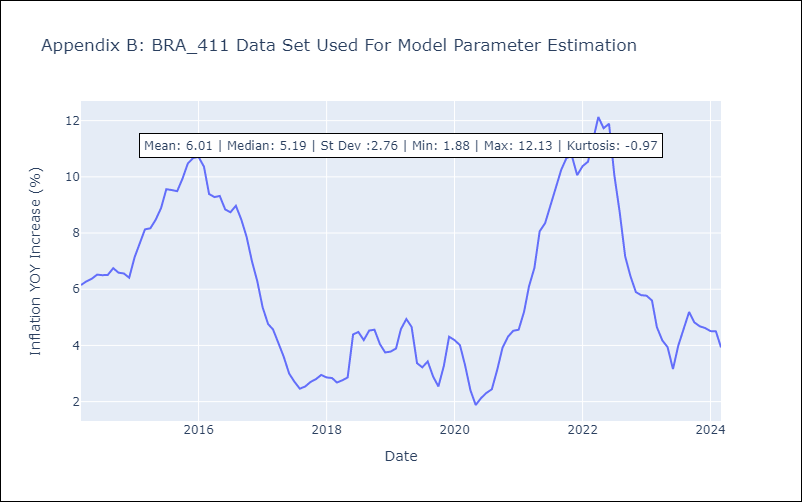 Appendix B: BRA_411 Data Set Used For Model Parameter Estimation
Mean: 6.01 | Median: 5.19 | St Dev :2.76 | Min: 1.88 | Max: 12.13 | Kurtosis: -0.97
Inflation YOY Increase (%)
12
10
8
6
4
2
2016
2018
2020
2022
2024
Date